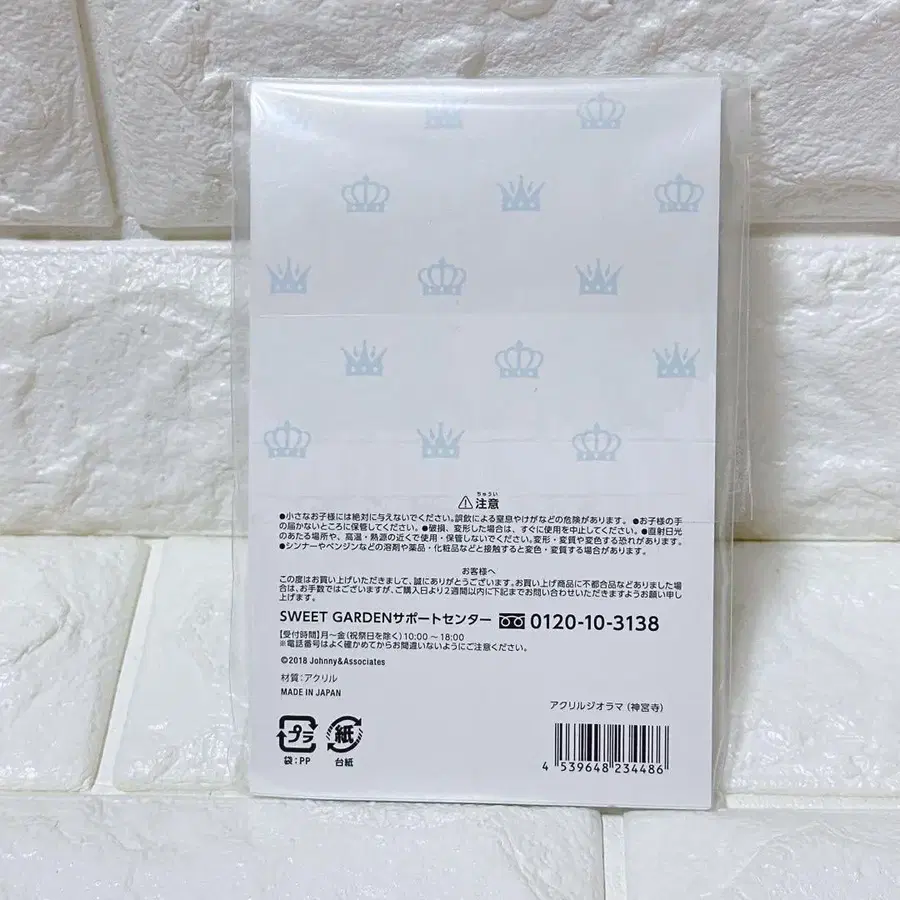 ちゅうい
注意
●小さなお子様には絶対に与えないでください。誤飲による窒息やけがなどの危険があります。 ●お子様の手
の届かないところに保管してください。●破損、変形した場合は、すぐに使用を中止してください。●直射日光
のあたる場所や、高温・熱源の近くで使用・保管しないでください。変形・変質や変色する恐れがあります。
●シンナーやベンジンなどの溶剤や薬品・化粧品などと接触すると変色・変質する場合があります。
お客様へ
この度はお買い上げいただきまして、誠にありがとうございます。お買い上げ商品に不都合品などありました場合
は、お手数ではございますが、ご購入日より2週間以内に下記までお問い合わせいただきますようお願い申し
上げます。
SWEET GARDENサポートセンター 0120-10-3138
【受付時間】月〜金(祝祭日を除く)10:00〜18:00
※電話番号はよく確かめてからお間違いないようにご注意ください。
©2018 Johnny&Associates
材質:アクリル
MADE IN JAPAN
アクリルジオラマ(神宮寺)
プラ 紙
袋:PP 台紙
4 539648 234486